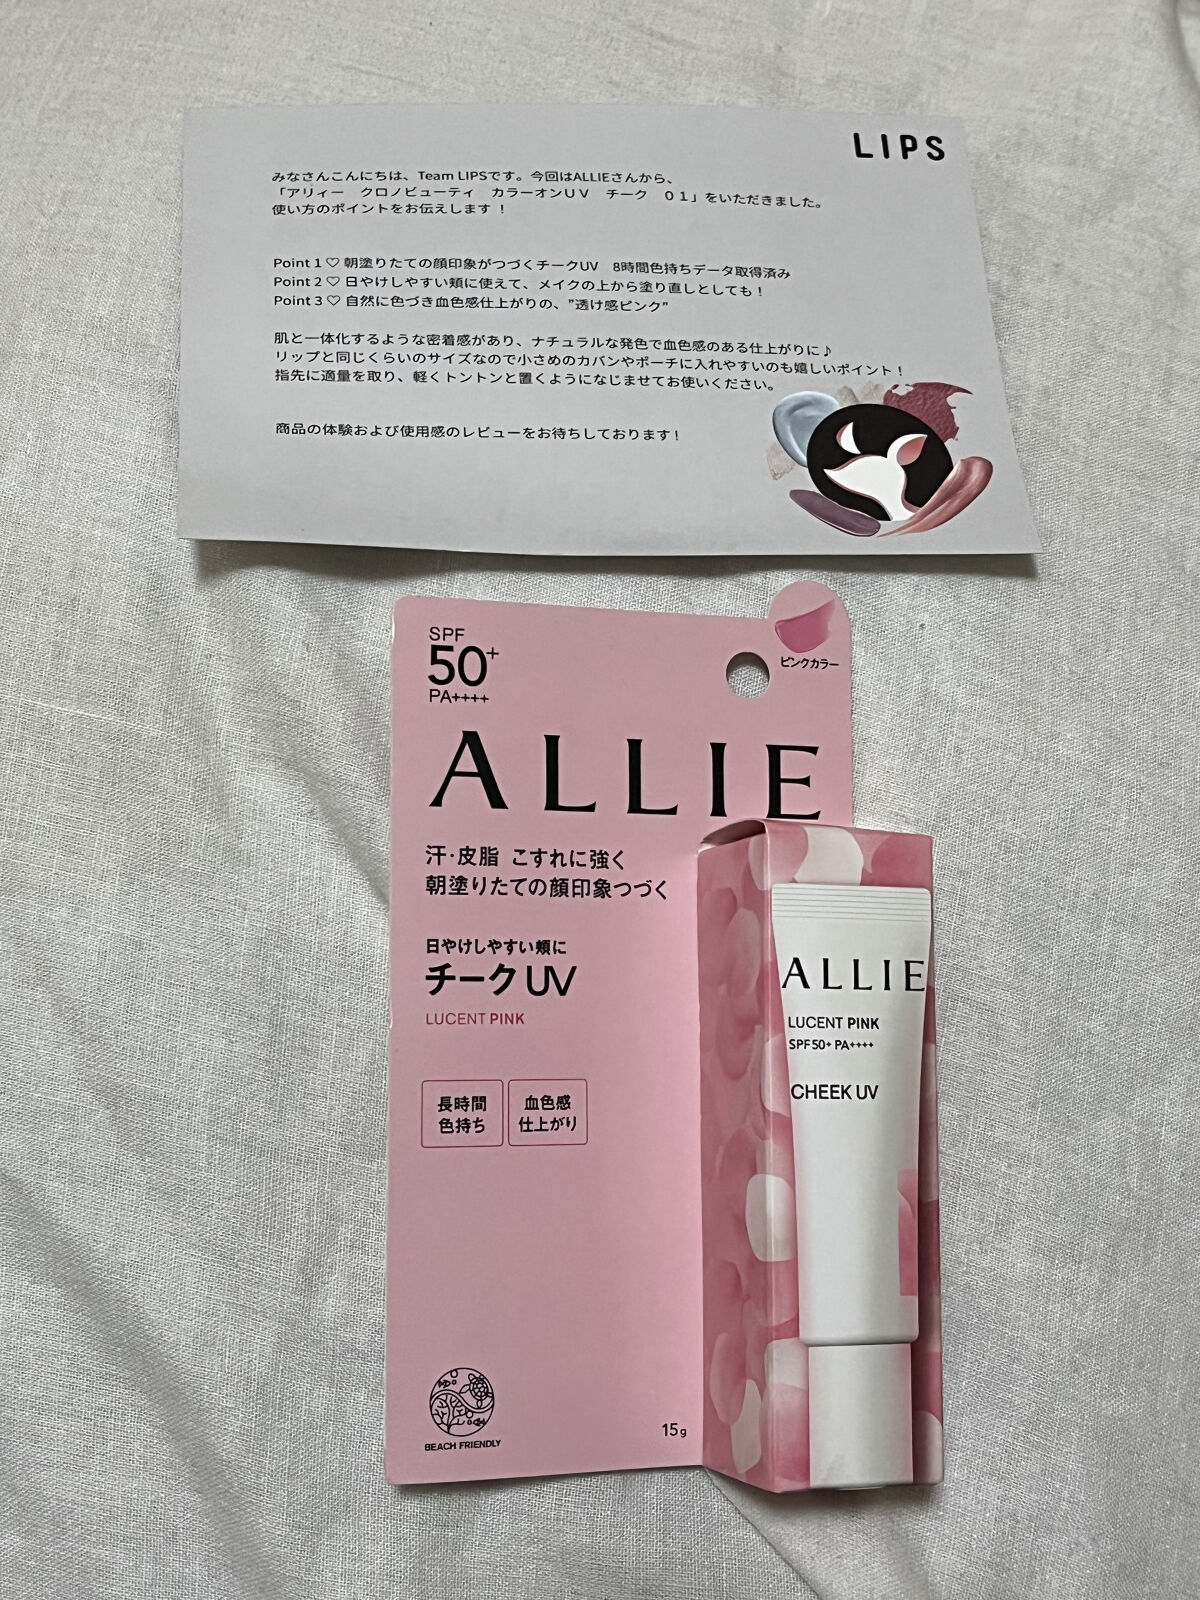 LIPS
みなさんこんにちは、Team LIPSです。今回はALLIEさんから、
「アリィー　クロノビューティ　カラーオンＵＶ　チーク　０１」をいただきました。
使い方のポイントをお伝えします！
Point 1 ♡ 朝塗りたての顔印象がつづくチークUV　8時間色持ちデータ取得済み
Point 2 ♡ 日やけしやすい頬に使えて、メイクの上から塗り直しとしても！
Point 3 ♡ 自然に色づき血色感仕上がりの、”透け感ピンク”
肌と一体化するような密着感があり、ナチュラルな発色で血色感のある仕上がりに♪
リップと同じくらいのサイズなので小さめのカバンやポーチに入れやすいのも嬉しいポイント！
指先に適量を取り、軽くトントンと置くようになじませてお使いください。
商品の体験および使用感のレビューをお待ちしております！
SPF
50+
PA++++
ピンクカラー
ALLIE
汗・皮脂 こすれに強く
朝塗りたての顔印象つづく
日やけしやすい頬に
チークUV
LUCENT PINK
長時間
色持ち
血色感
仕上がり
BEACH FRIENDLY
15g
ALLIE
LUCENT PINK
SPF50+ PA++++
CHEEK UV